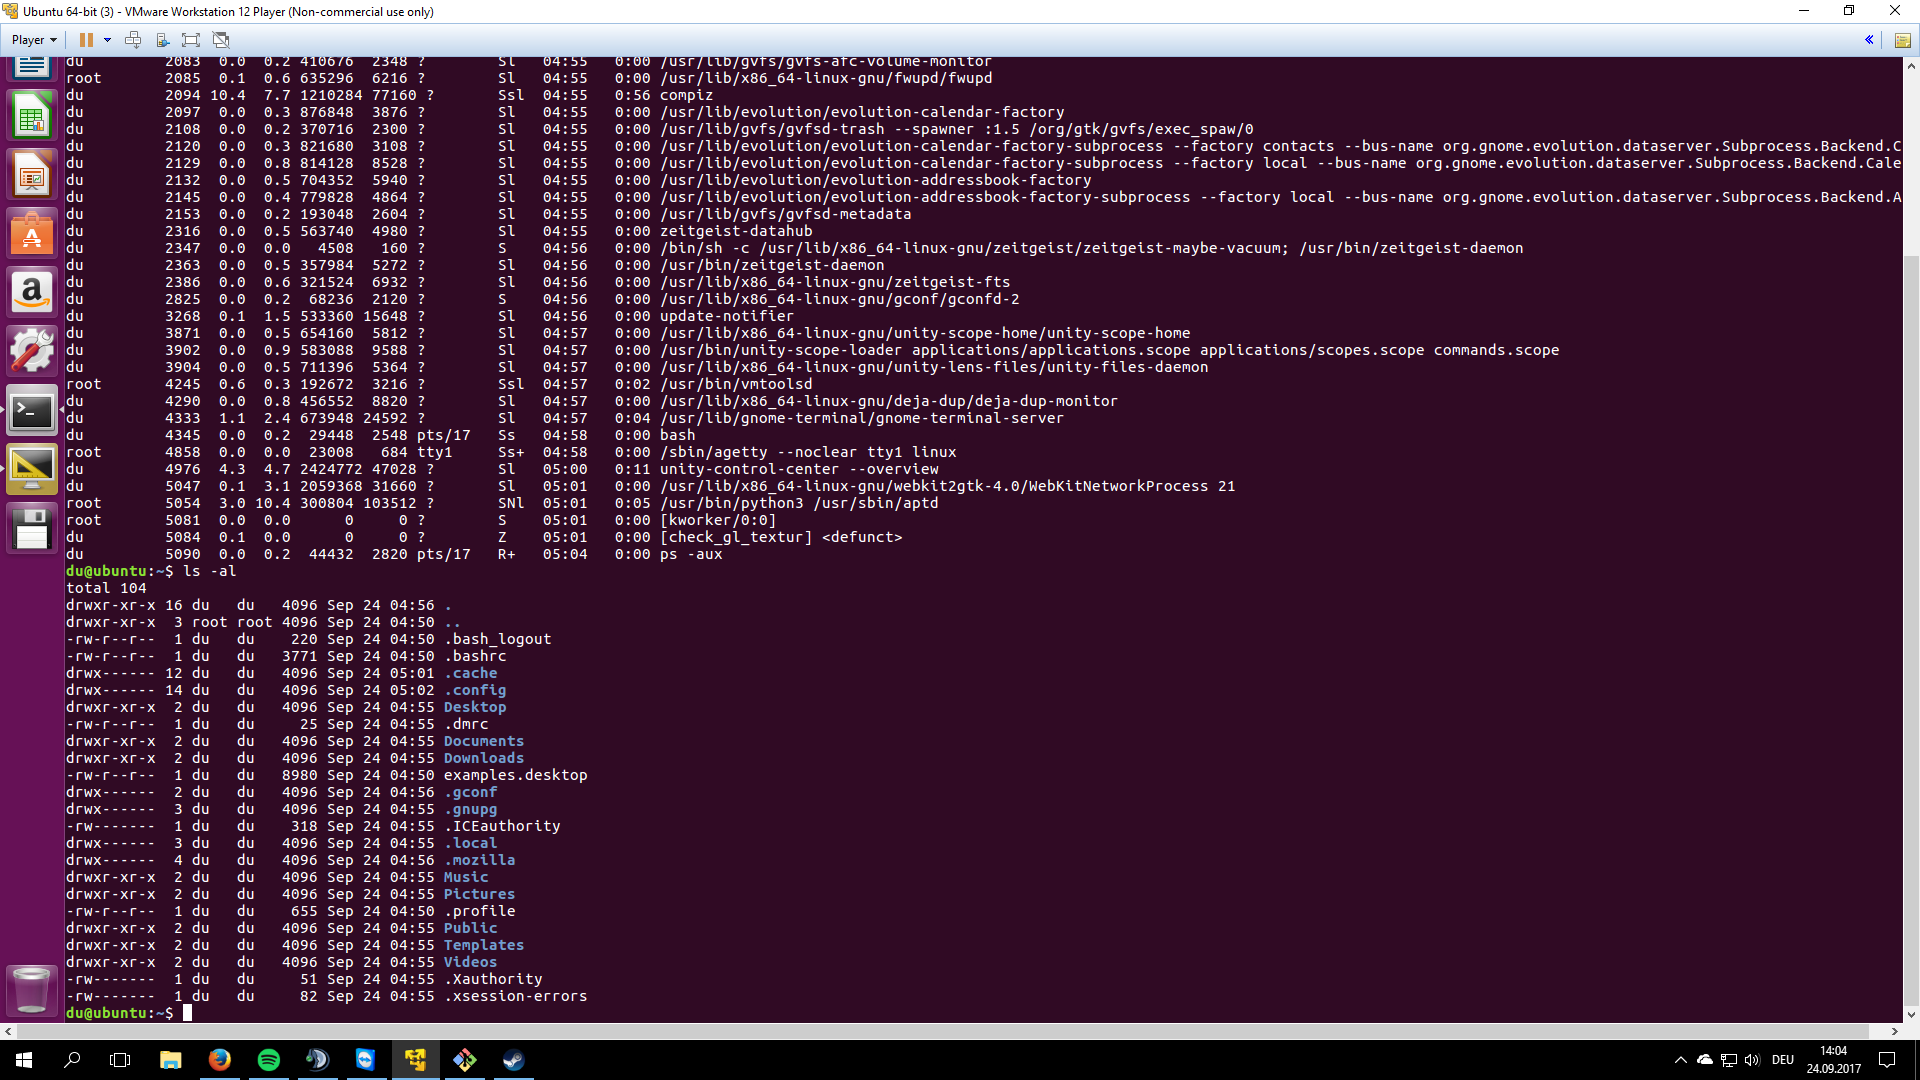 Ubuntu 64-bit (3) - VMware Workstation 12 Player (Non-commercial use only)
Player
du 2083 0.0 0.2 410676 2348 ? Sl 04:55 0:00 /usr/lib/gvfs/gvfs-afc-volume-monitor
root 2085 0.1 0.6 635296 6216 ? Sl 04:55 0:00 /usr/lib/x86_64-linux-gnu/fwupd/fwupd
du 2094 10.4 7.7 1210284 77160 ? Ssl 04:55 0:56 compiz
du 2097 0.0 0.3 876848 3876 ? Sl 04:55 0:00 /usr/lib/evolution/evolution-calendar-factory
du 2108 0.0 0.2 370716 2300 ? Sl 04:55 0:00 /usr/lib/gvfs/gvfsd-trash --spawner :1.5 /org/gtk/gvfs/exec_spaw/0
du 2120 0.0 0.3 821680 3108 ? Sl 04:55 0:00 /usr/lib/evolution/evolution-calendar-factory-subprocess --factory contacts --bus-name org.gnome.evolution.dataserver.Subprocess.Backend.C
du 2129 0.0 0.8 814128 8528 ? Sl 04:55 0:00 /usr/lib/evolution/evolution-calendar-factory-subprocess --factory local --bus-name org.gnome.evolution.dataserver.Subprocess.Backend.Cale
du 2132 0.0 0.5 704352 5940 ? Sl 04:55 0:00 /usr/lib/evolution/evolution-addressbook-factory
du 2145 0.0 0.4 779828 4864 ? Sl 04:55 0:00 /usr/lib/evolution/evolution-addressbook-factory-subprocess --factory local --bus-name org.gnome.evolution.dataserver.Subprocess.Backend.A
du 2153 0.0 0.2 193048 2604 ? Sl 04:55 0:00 /usr/lib/gvfs/gvfsd-metadata
du 2316 0.0 0.5 563740 4980 ? Sl 04:55 0:00 zeitgeist-datahub
du 2347 0.0 0.0 4508 160 ? S 04:56 0:00 /bin/sh -c /usr/lib/x86_64-linux-gnu/zeitgeist/zeitgeist-maybe-vacuum; /usr/bin/zeitgeist-daemon
du 2363 0.0 0.5 357984 5272 ? Sl 04:56 0:00 /usr/bin/zeitgeist-daemon
du 2386 0.0 0.6 321524 6932 ? Sl 04:56 0:00 /usr/lib/x86_64-linux-gnu/zeitgeist-fts
du 2825 0.0 0.2 68236 2120 ? S 04:56 0:00 /usr/lib/x86_64-linux-gnu/gconf/gconfd-2
du 3268 0.1 1.5 533360 15648 ? Sl 04:56 0:00 update-notifier
du 3871 0.0 0.5 654160 5812 ? Sl 04:57 0:00 /usr/lib/x86_64-linux-gnu/unity-scope-home/unity-scope-home
du 3902 0.0 0.9 583088 9588 ? Sl 04:57 0:00 /usr/bin/unity-scope-loader applications/applications.scope applications/scopes.scope commands.scope
du 3904 0.0 0.5 711396 5364 ? Sl 04:57 0:00 /usr/lib/x86_64-linux-gnu/unity-lens-files/unity-files-daemon
root 4245 0.6 0.3 192672 3216 ? Ssl 04:57 0:02 /usr/bin/vmtoolsd
du 4290 0.0 0.8 456552 8820 ? Sl 04:57 0:00 /usr/lib/x86_64-linux-gnu/deja-dup/deja-dup-monitor
du 4333 1.1 2.4 673948 24592 ? Sl 04:57 0:04 /usr/lib/gnome-terminal/gnome-terminal-server
du 4345 0.0 0.2 29448 2548 pts/17 Ss 04:58 0:00 bash
root 4858 0.0 0.0 23008 684 tty1 Ss+ 04:58 0:00 /sbin/agetty --noclear tty1 linux
du 4976 4.3 4.7 2424772 47028 ? Sl 05:00 0:11 unity-control-center --overview
du 5047 0.1 3.1 2059368 31660 ? Sl 05:01 0:00 /usr/lib/x86_64-linux-gnu/webkit2gtk-4.0/WebKitNetworkProcess 21
root 5054 3.0 10.4 300804 103512 ? SNl 05:01 0:05 /usr/bin/python3 /usr/sbin/aptd
root 5081 0.0 0.0 0 0 ? S 05:01 0:00 [kworker/0:0]
du 5084 0.1 0.0 0 0 ? Z 05:01 0:00 [check_gl_textur] <defunct>
du 5090 0.0 0.2 44432 2820 pts/17 R+ 05:04 0:00 ps -aux
du@ubuntu:~$ ls -al
total 104
drwxr-xr-x 16 du du 4096 Sep 24 04:56 .
drwxr-xr-x 3 root root 4096 Sep 24 04:50 ..
-rw-r--r-- 1 du du 220 Sep 24 04:50 .bash_logout
-rw-r--r-- 1 du du 3771 Sep 24 04:50 .bashrc
drwx------ 12 du du 4096 Sep 24 05:01 .cache
drwx------ 14 du du 4096 Sep 24 05:02 .config
drwxr-xr-x 2 du du 4096 Sep 24 04:55 Desktop
-rw-r--r-- 1 du du 25 Sep 24 04:55 .dmrc
drwxr-xr-x 2 du du 4096 Sep 24 04:55 Documents
drwxr-xr-x 2 du du 4096 Sep 24 04:55 Downloads
-rw-r--r-- 1 du du 8980 Sep 24 04:50 examples.desktop
drwx------ 2 du du 4096 Sep 24 04:56 .gconf
drwx------ 3 du du 4096 Sep 24 04:55 .gnupg
-rw------- 1 du du 318 Sep 24 04:55 .ICEauthority
drwx------ 3 du du 4096 Sep 24 04:55 .local
drwx------ 4 du du 4096 Sep 24 04:56 .mozilla
drwxr-xr-x 2 du du 4096 Sep 24 04:55 Music
drwxr-xr-x 2 du du 4096 Sep 24 04:55 Pictures
-rw-r--r-- 1 du du 655 Sep 24 04:50 .profile
drwxr-xr-x 2 du du 4096 Sep 24 04:55 Public
drwxr-xr-x 2 du du 4096 Sep 24 04:55 Templates
drwxr-xr-x 2 du du 4096 Sep 24 04:55 Videos
-rw------- 1 du du 51 Sep 24 04:55 .Xauthority
-rw------- 1 du du 82 Sep 24 04:55 .xsession-errors
du@ubuntu:~$
DEU
14:04
24.09.2017